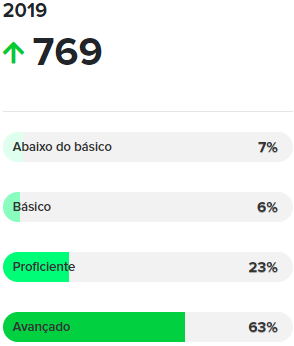 2019
↑ 769
Abaixo do básico 7%
Básico 6%
Proficiente 23%
Avançado 63%